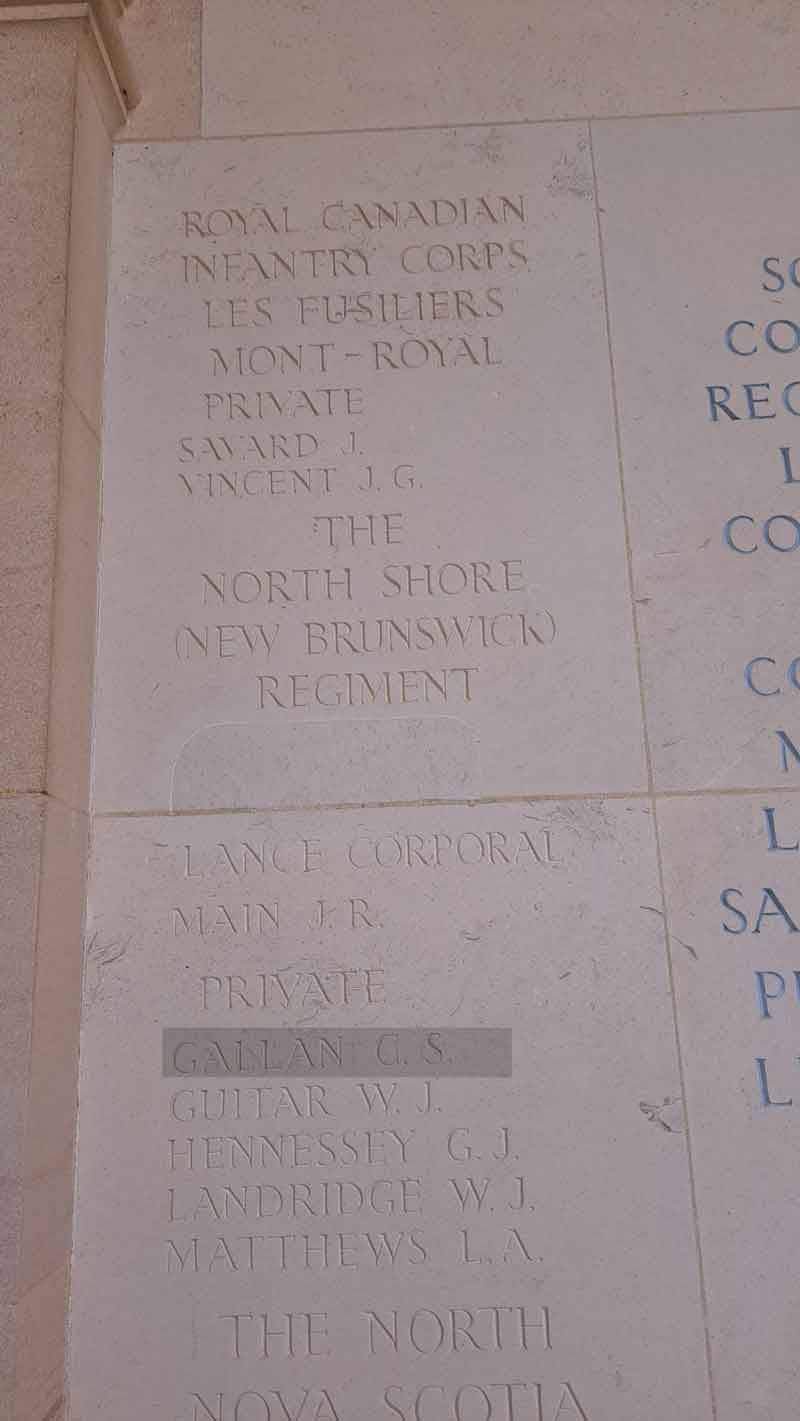 ROYAL CANADIAN
INFANTRY CORPS
LES FUSILIERS
MONT-ROYAL
PRIVATE
SAVARD J.
VINCENT J. G.
THE
NORTH SHORE
(NEW BRUNSWICK)
REGIMENT
LANCE CORPORAL
MAIN J. R.
PRIVATE
GALLAN C. S.
GUITAR W. J.
HENNESSEY G. J.
LANDRIDGE W. J.
MATTHEWS L. A.
THE NORTH
NOVA SCOTIA